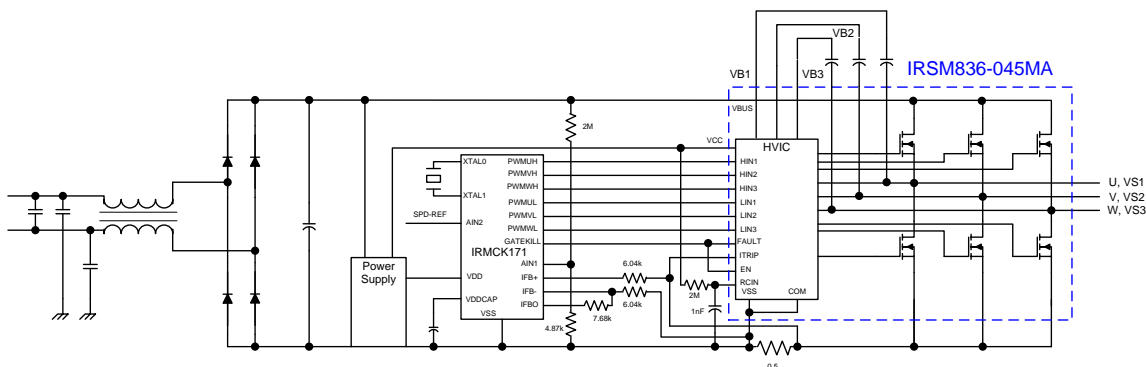 VB1
VB2
VB3
IRSM836-045MA
VBUS
2M
VCC
HVIC
XTAL0
PWMUH
HIN1
PWMVH
HIN2
PWMWH
HIN3
XTAL1
PWMUL
LIN1
U, VS1
SPD-REF
AIN2
PWMVL
LIN2
V, VS2
PWMWL
LIN3
W, VS3
GATEKILL
FAULT
IRMCK171
ITRIP
AIN1
6.04k
EN
Power
Supply
VDD
IFB+
RCIN
IFB-
6.04k
2M
VSS
COM
VDDCAP
IFBO
7.68k
1nF
VSS
4.87k
0.5